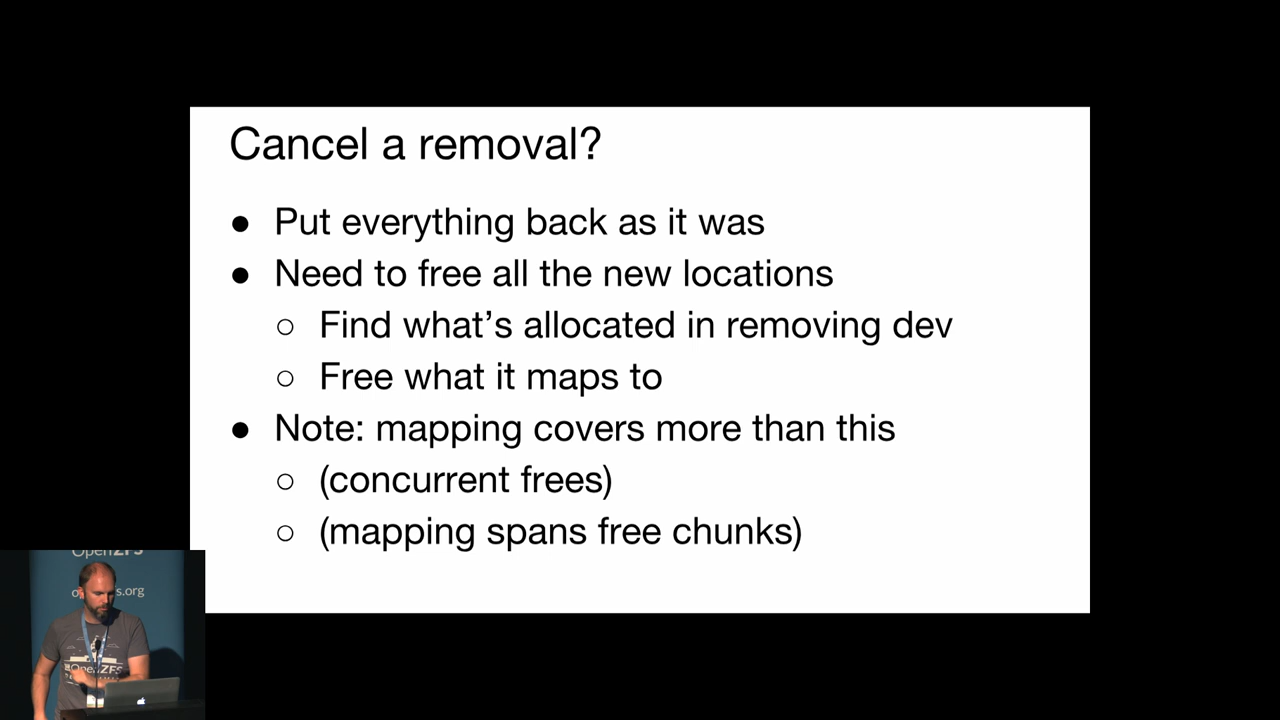 Cancel a removal?
● Put everything back as it was
● Need to free all the new locations
○ Find what's allocated in removing dev
○ Free what it maps to
● Note: mapping covers more than this
○ (concurrent frees)
○ (mapping spans free chunks)
OpenZFS
s.org
OpenZFS